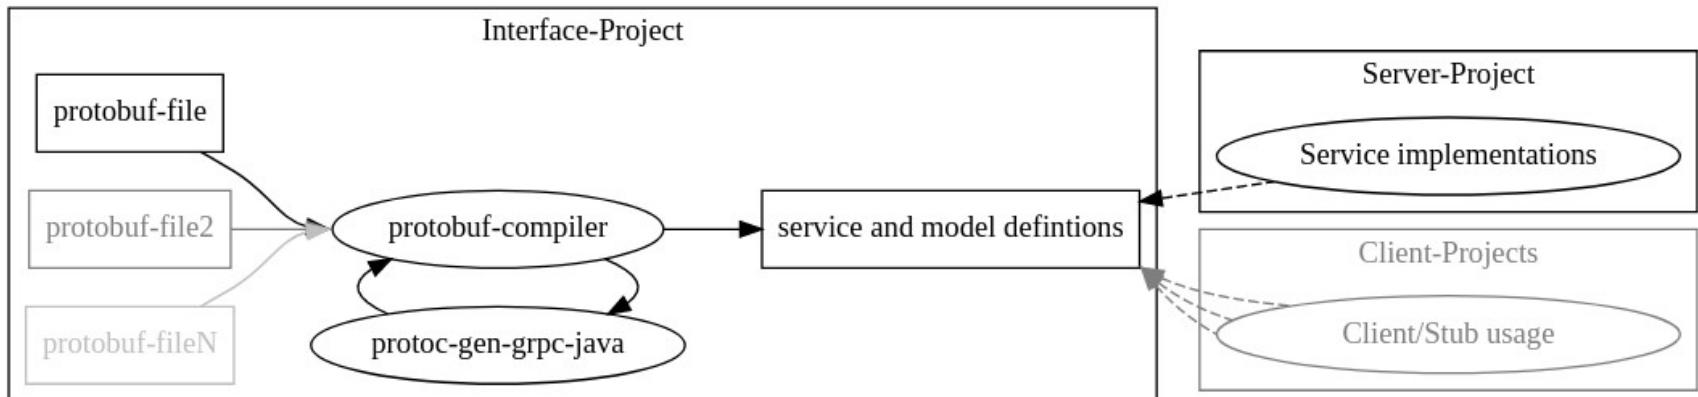 Interface-Project
protobuf-file
protobuf-file2
protobuf-fileN
protobuf-compiler
protoc-gen-grpc-java
service and model defintions
Server-Project
Service implementations
Client-Projects
Client/Stub usage